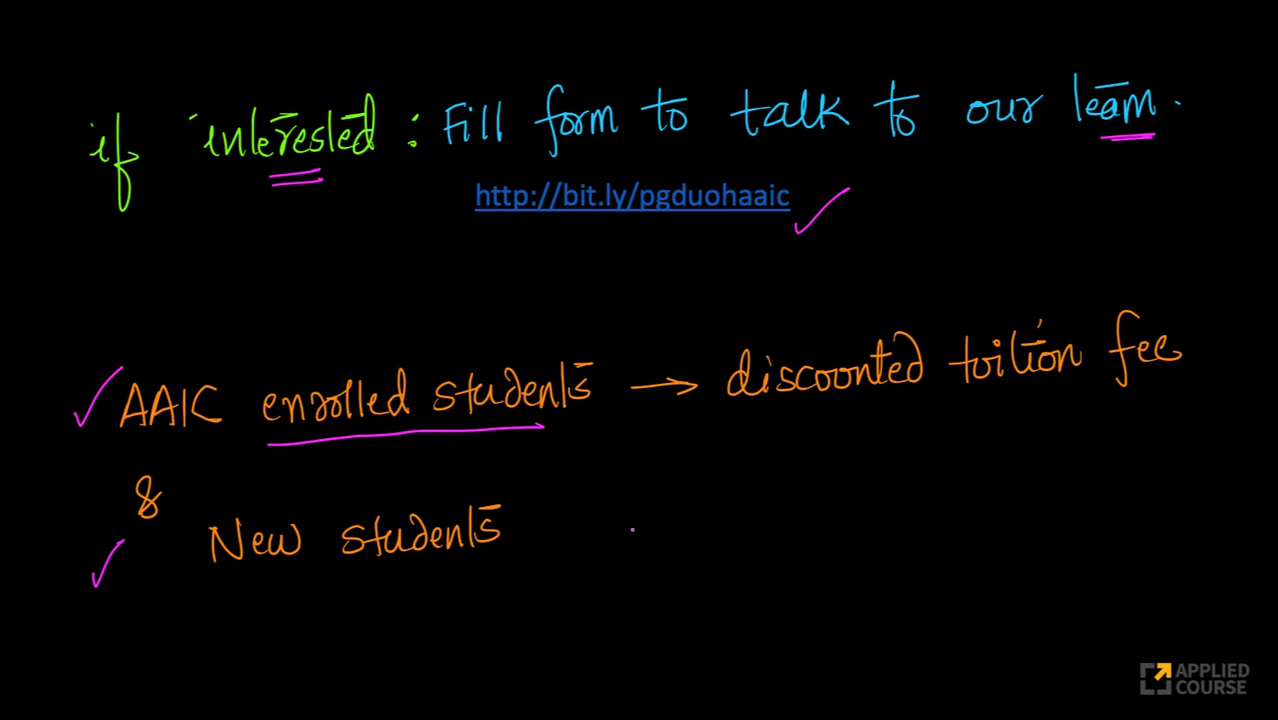 if interested : Fill form to talk to our team.
http://bit.ly/pgduohaaic
AAIC enrolled students → discounted tuition fee
&
New students
APPLIED
COURSE